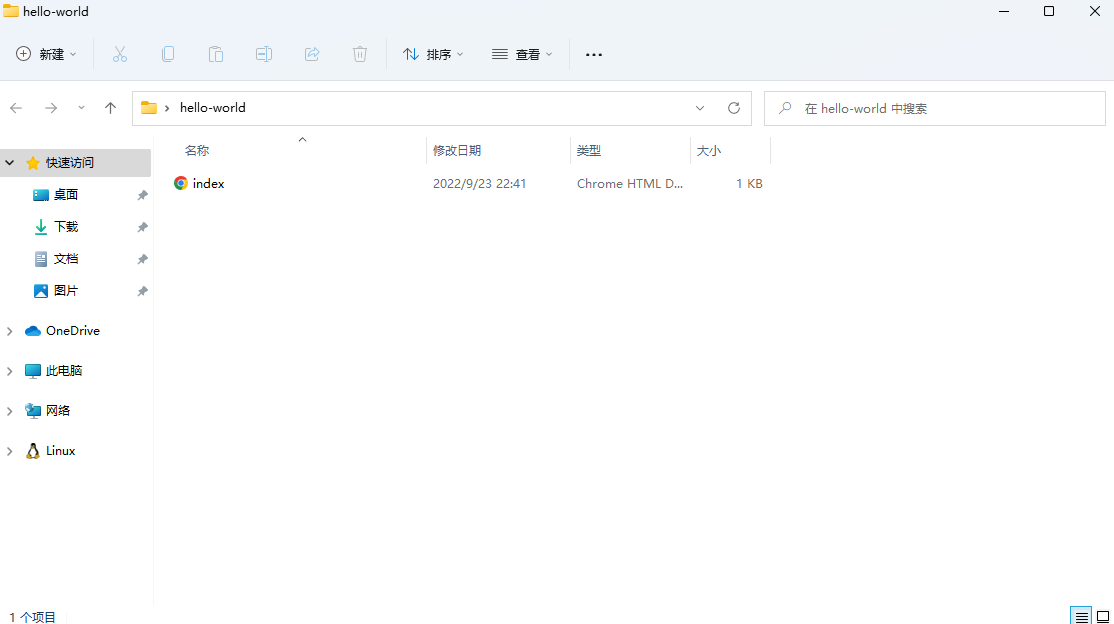 hello-world
新建 排序 查看
hello-world 在 hello-world 中搜索
名称 修改日期 类型 大小
快速访问
index 2022/9/23 22:41 Chrome HTML D... 1 KB
桌面
下载
文档
图片
OneDrive
此电脑
网络
Linux
1 个项目